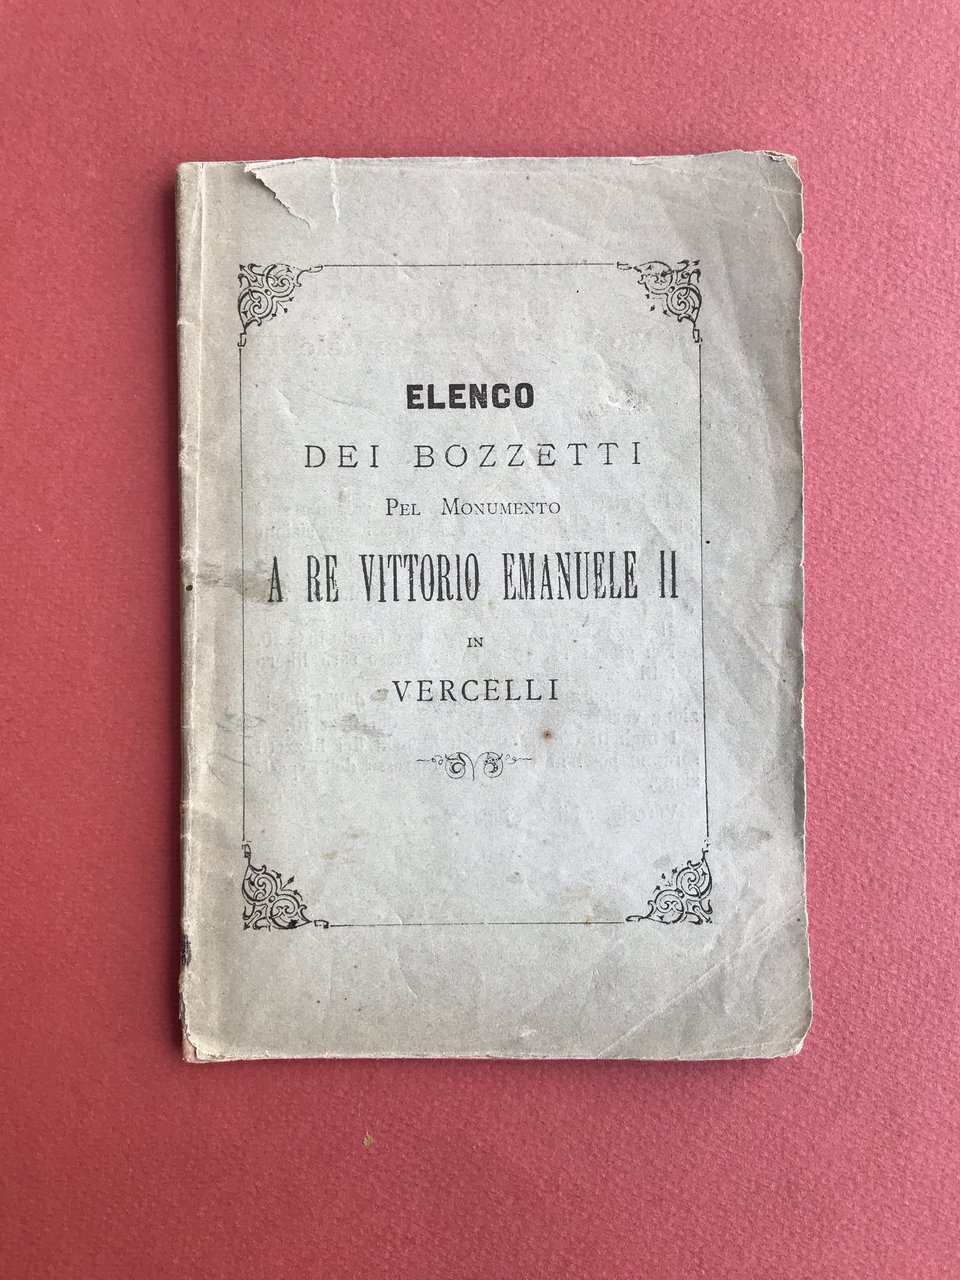 ELENCO
DEI BOZZETTI
PEL MONUMENTO
A RE VITTORIO EMANUELE II
IN
VERCELLI